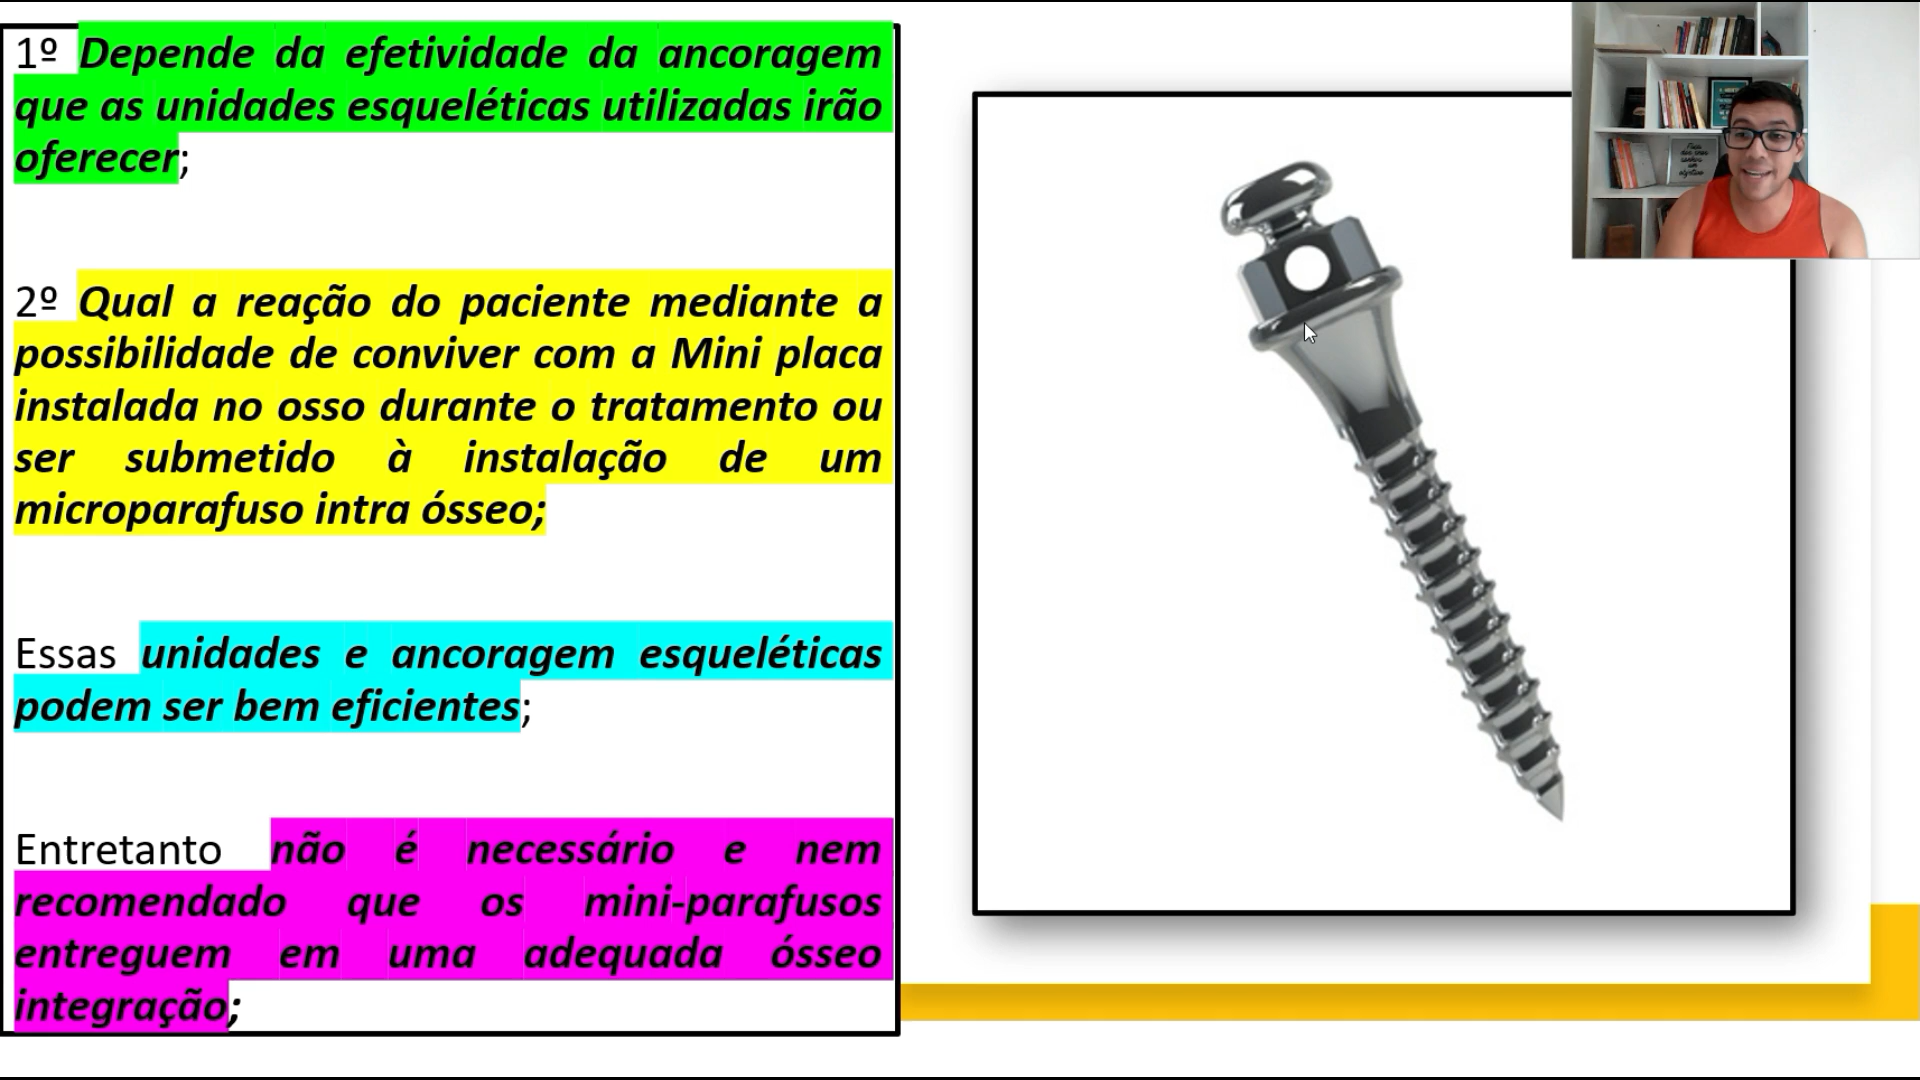 1º Depende da efetividade da ancoragem
que as unidades esqueléticas utilizadas irão
oferecer;
2º Qual a reação do paciente mediante a
possibilidade de conviver com a Mini placa
instalada no osso durante o tratamento ou
ser submetido à instalação de um
microparafuso intra ósseo;
Essas unidades e ancoragem esqueléticas
podem ser bem eficientes;
Entretanto não é necessário e nem
recomendado que os mini-parafusos
entreguem em uma adequada ósseo
integração;